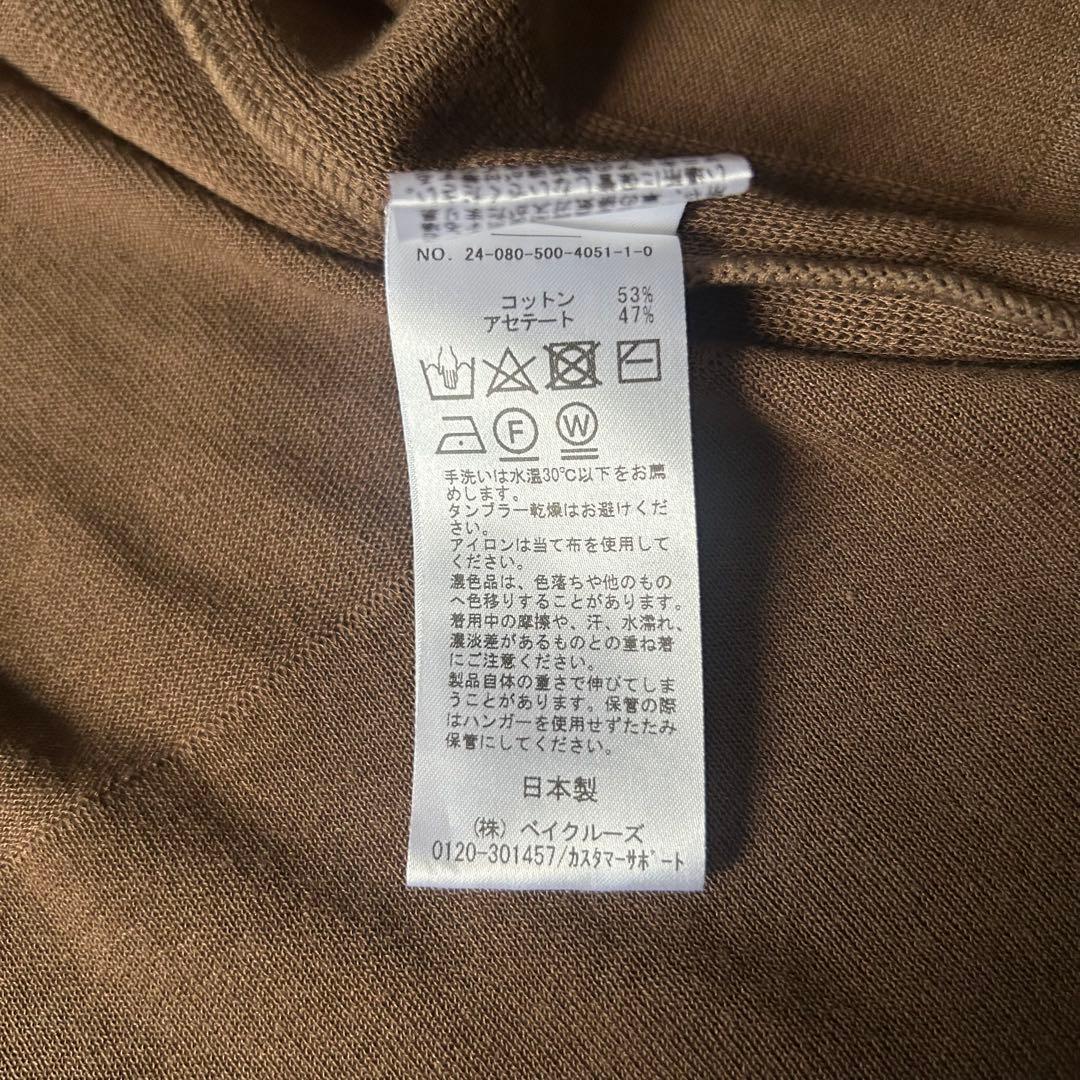 NO. 24-080-500-4051-1-0
コットン 53%
アセテート 47%
F W
手洗いは水温30℃以下をお薦
めします。
タンブラー乾燥はお避けくだ
さい。
アイロンは当て布を使用して
ください。
濃色品は、色落ちや他のもの
へ色移りすることがあります。
着用中の摩擦や、汗、水濡れ、
濃淡差があるものとの重ね着
にご注意ください。
製品自体の重さで伸びてしま
うことがあります。保管の際
はハンガーを使用せずたたみ
保管にしてください。
日本製
(株) ベイクルーズ
0120-301457/ｶｽﾀﾏｰｻﾎﾟｰﾄ